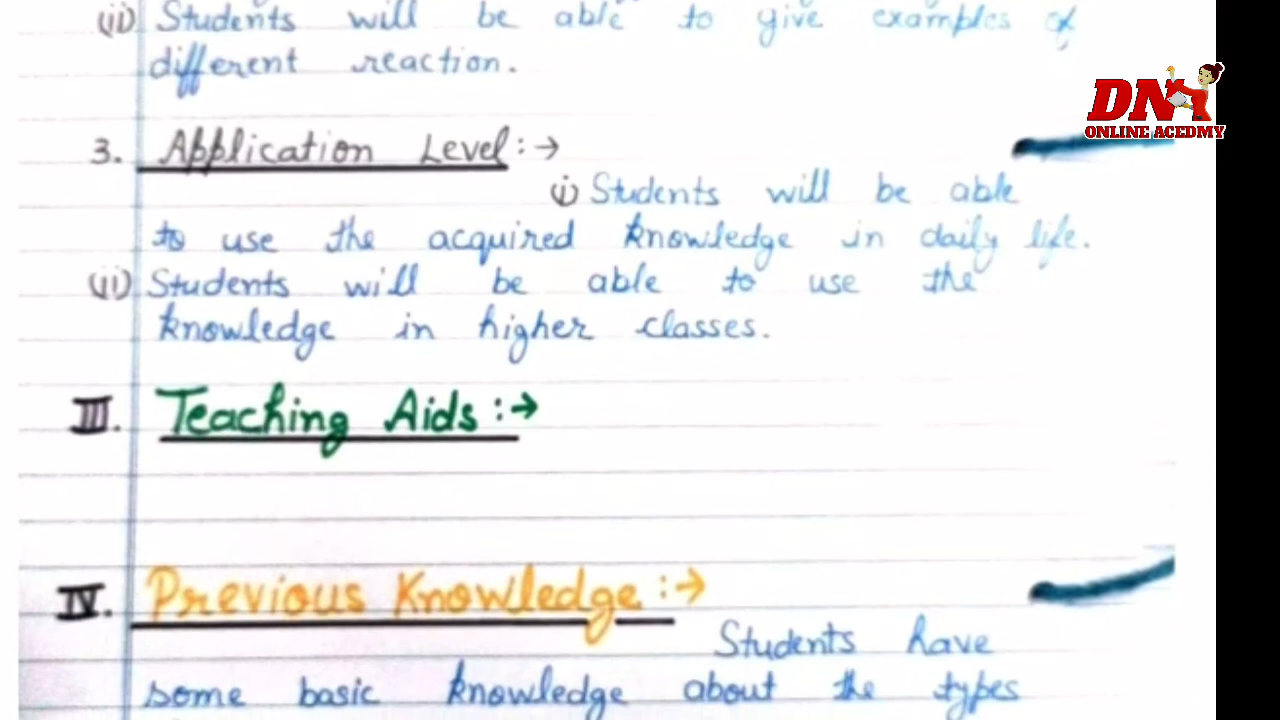 (ii) Students will be able to give examples of
different reaction.
DNA
ONLINE ACEDMY
3. Application Level :→
(i) Students will be able
to use the acquired knowledge in daily life.
(ii) Students will be able to use the
knowledge in higher classes.
III. Teaching Aids :→
IV. Previous Knowledge :→
Students have
some basic knowledge about the types